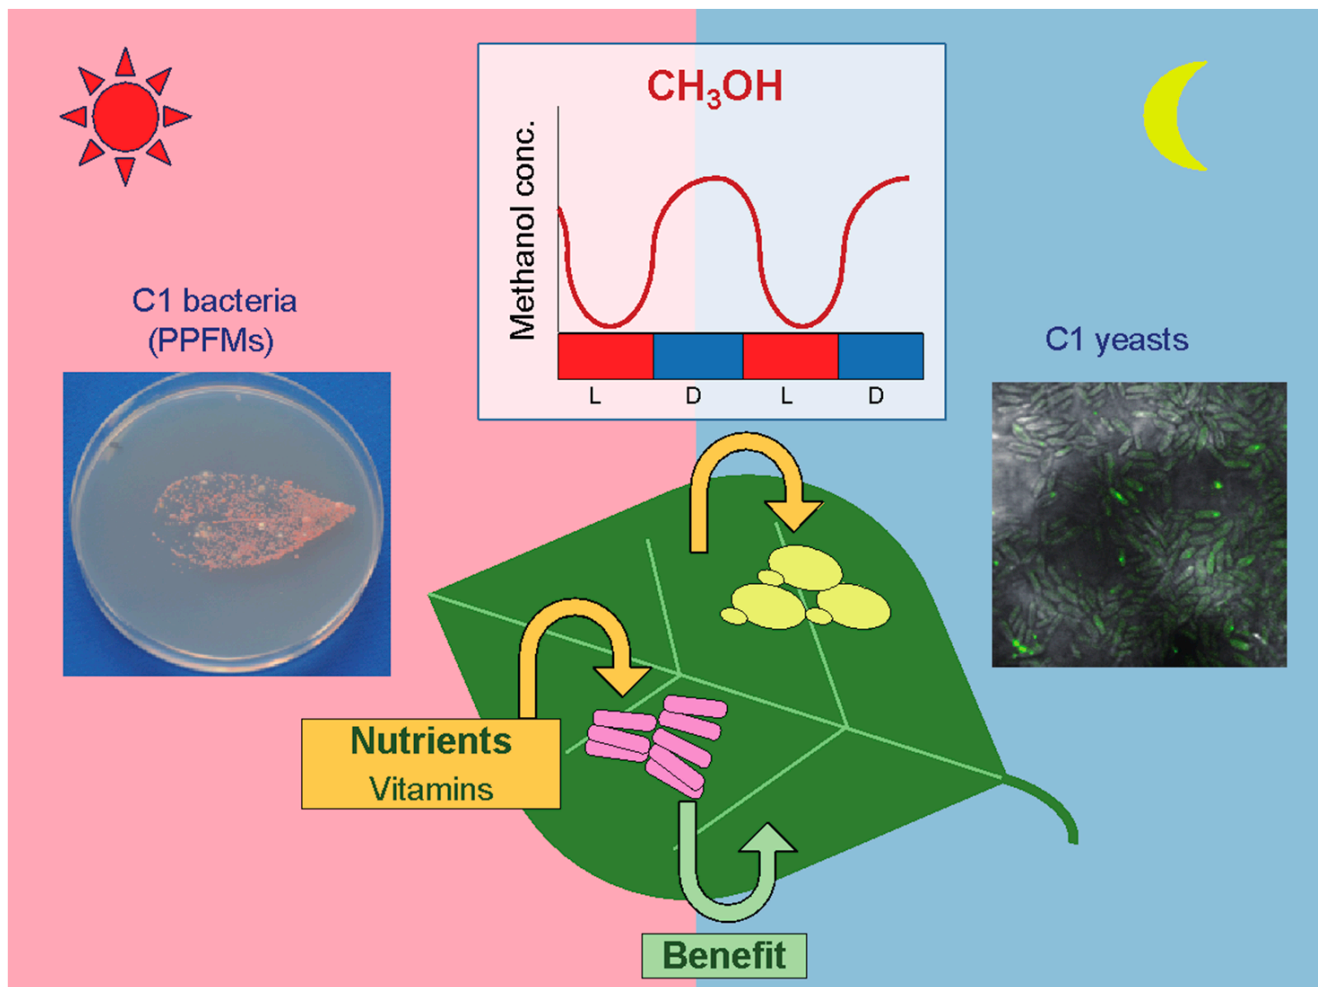 CH₃OH
Methanol conc.
L D L D
C1 bacteria
(PPFMs)
C1 yeasts
Nutrients
Vitamins
Benefit